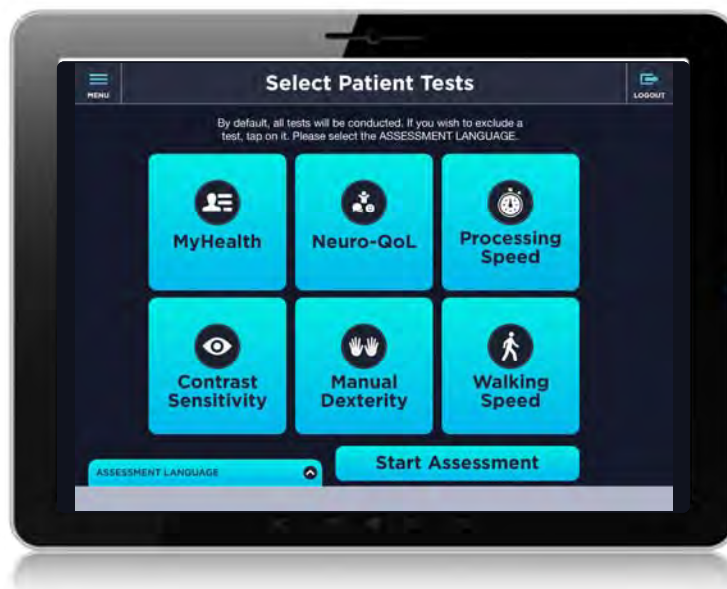 Select Patient Tests
MENU
LOGOUT
By default, all tests will be conducted. If you wish to exclude a
test, tap on it. Please select the ASSESSMENT LANGUAGE.
MyHealth
Neuro-QoL
Processing
Speed
Contrast
Sensitivity
Manual
Dexterity
Walking
Speed
ASSESSMENT LANGUAGE
Start Assessment